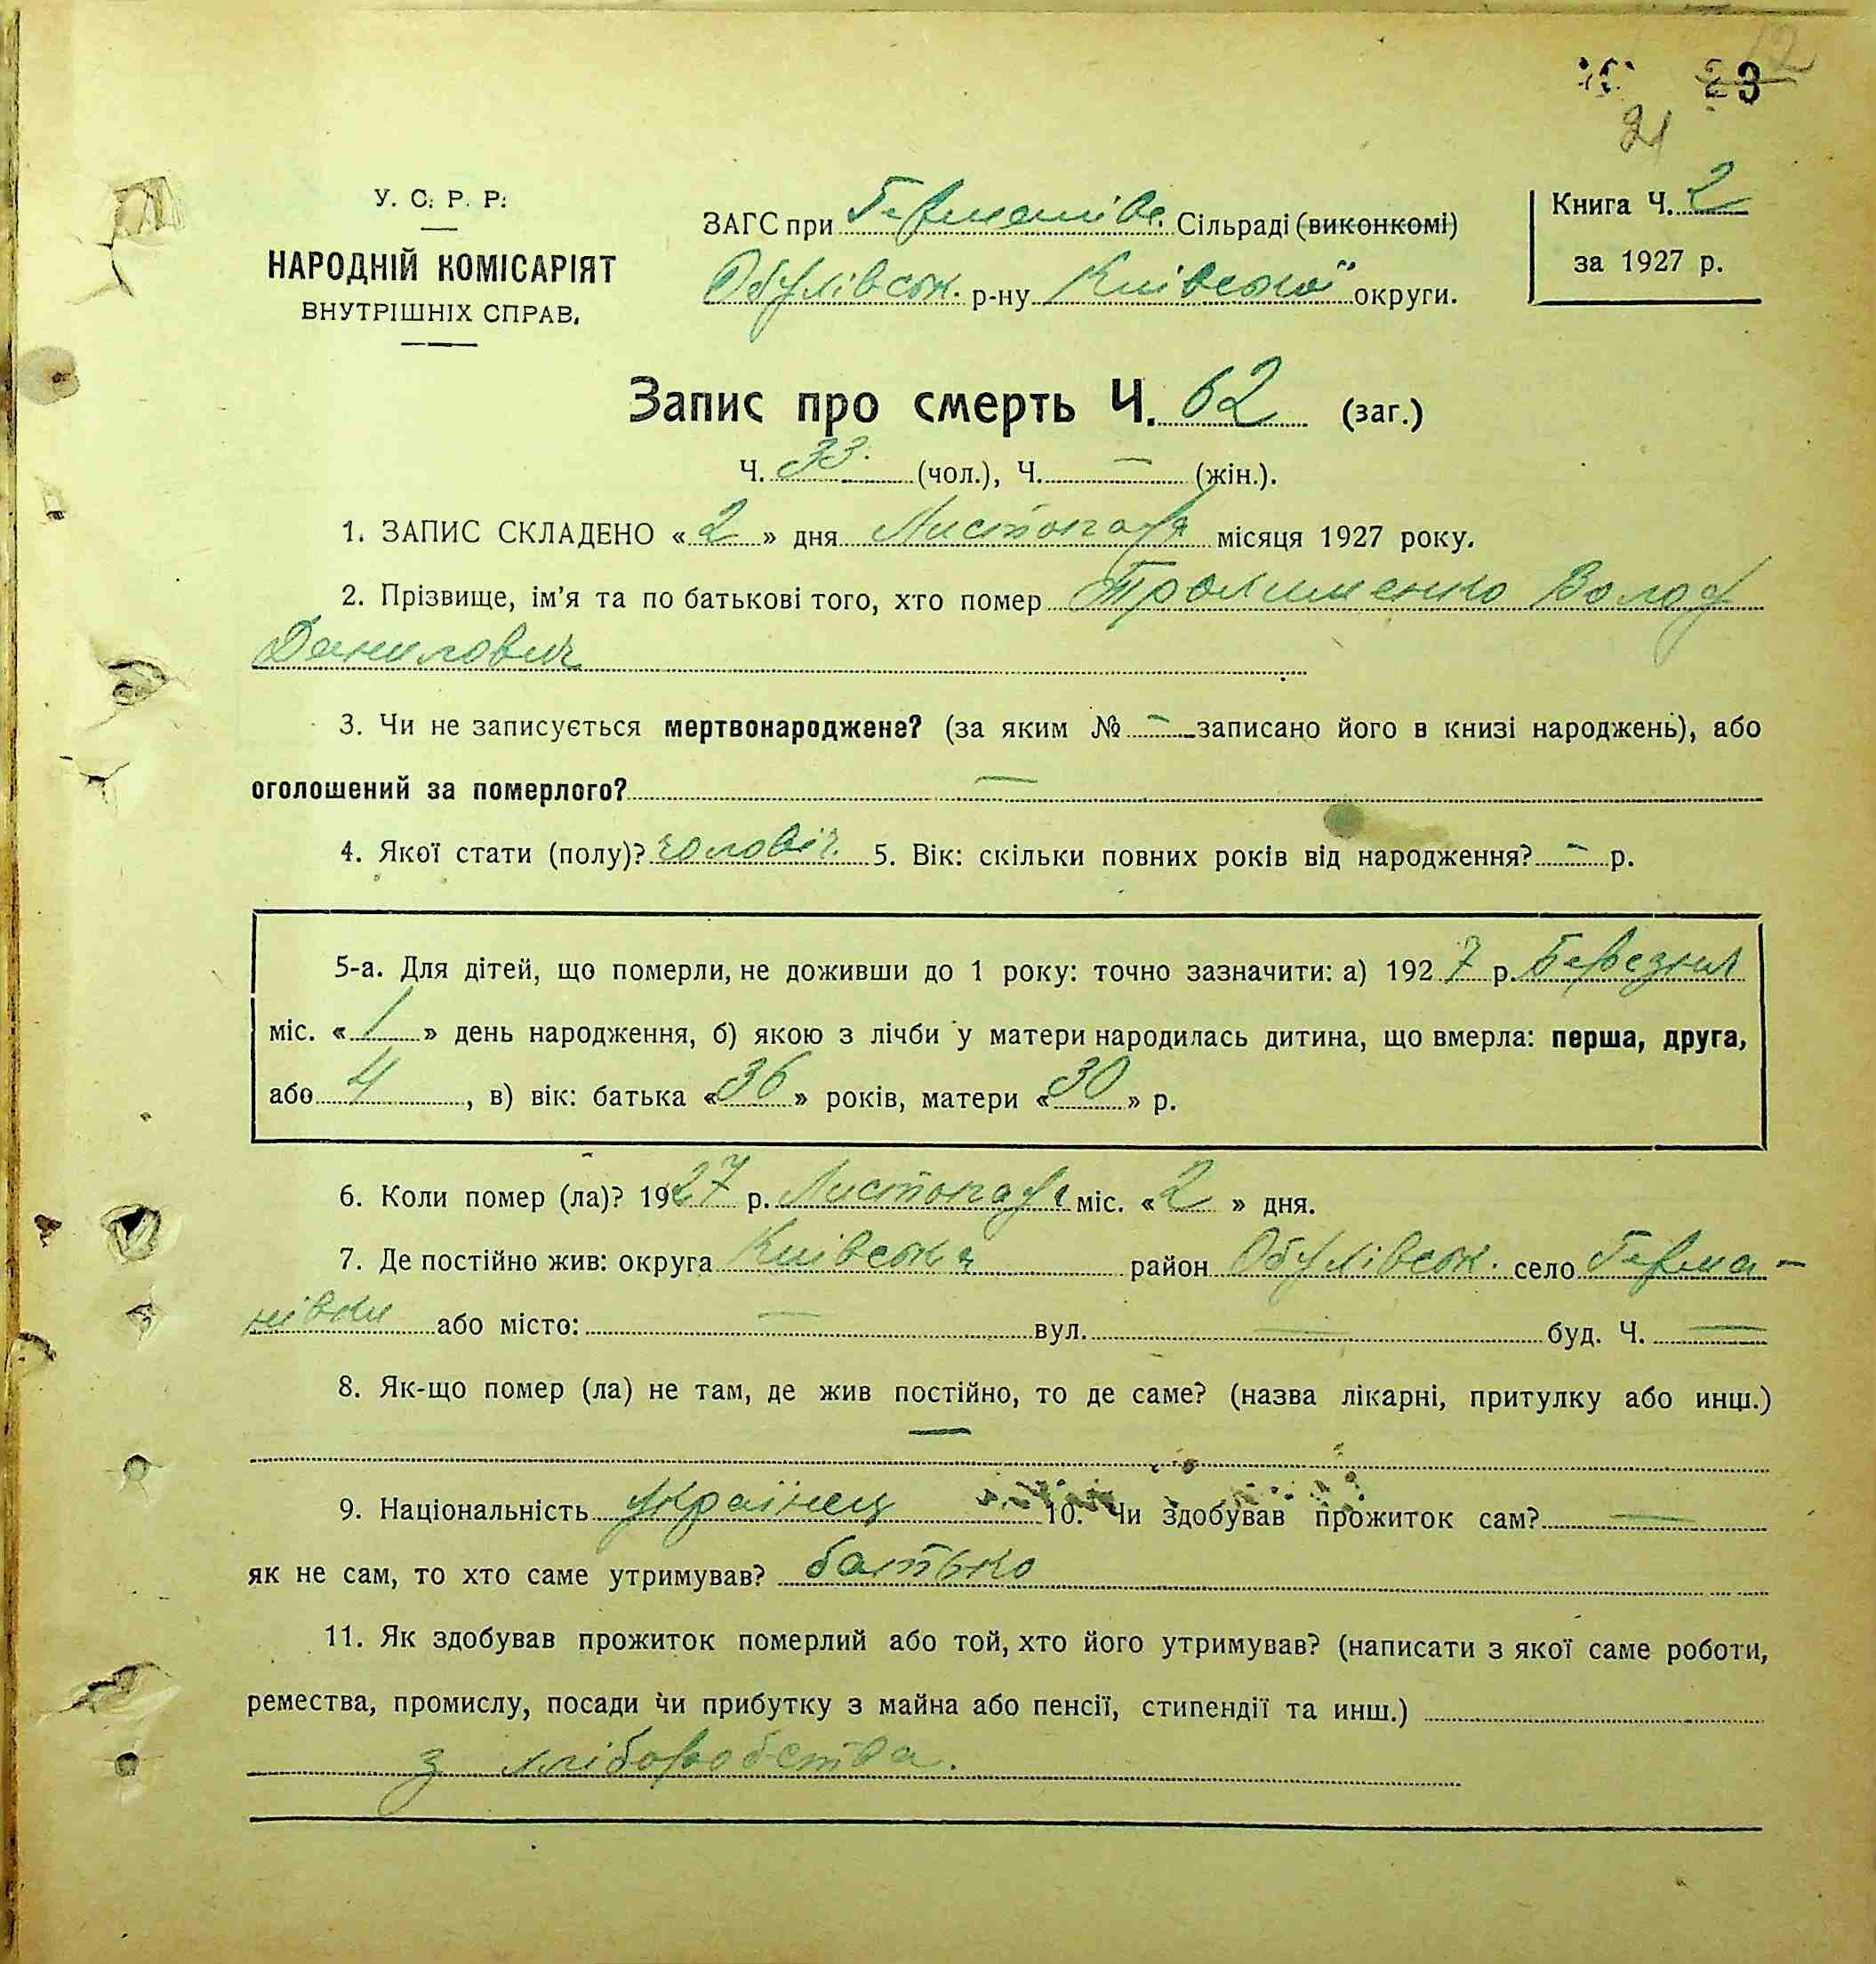 23
21
У. С. Р. Р.
НАРОДНІЙ КОМІСАРІЯТ
ВНУТРІШНІХ СПРАВ.
ЗАГС при Германівс. Сільраді (виконкомі)
Обухівськ. р-ну Київської округи.
Книга Ч. 2
за 1927 р.
Запис про смерть Ч. 62 (заг.)
Ч. 33. (чол.), Ч. — (жін.).
1. ЗАПИС СКЛАДЕНО «2» дня Листопада місяця 1927 року.
2. Прізвище, ім'я та по батькові того, хто помер Трохименко Волод
Данилович
3. Чи не записується мертвонароджене? (за яким № — записано його в книзі народжень), або
оголошений за померлого? —
4. Якої стати (полу)? чоловіч. 5. Вік: скільки повних років від народження? — р.
5-а. Для дітей, що померли, не доживши до 1 року: точно зазначити: а) 1927 р. Березня
міс. «1» день народження, б) якою з лічби у матери народилась дитина, що вмерла: перша, друга,
або 4, в) вік: батька «36» років, матери «30» р.
6. Коли помер (ла)? 1927 р. Листопада міс. «2» дня.
7. Де постійно жив: округа Київська район Обухівськ. село Герма-
нівки або місто: — вул. — буд. Ч. —
8. Як-що помер (ла) не там, де жив постійно, то де саме? (назва лікарні, притулку або инш.)
—
9. Національність Українец 10. Чи здобував прожиток сам? —
як не сам, то хто саме утримував? батько
11. Як здобував прожиток померлий або той, хто його утримував? (написати з якої саме роботи,
ремества, промислу, посади чи прибутку з майна або пенсії, стипендії та инш.)
з хліборобства.